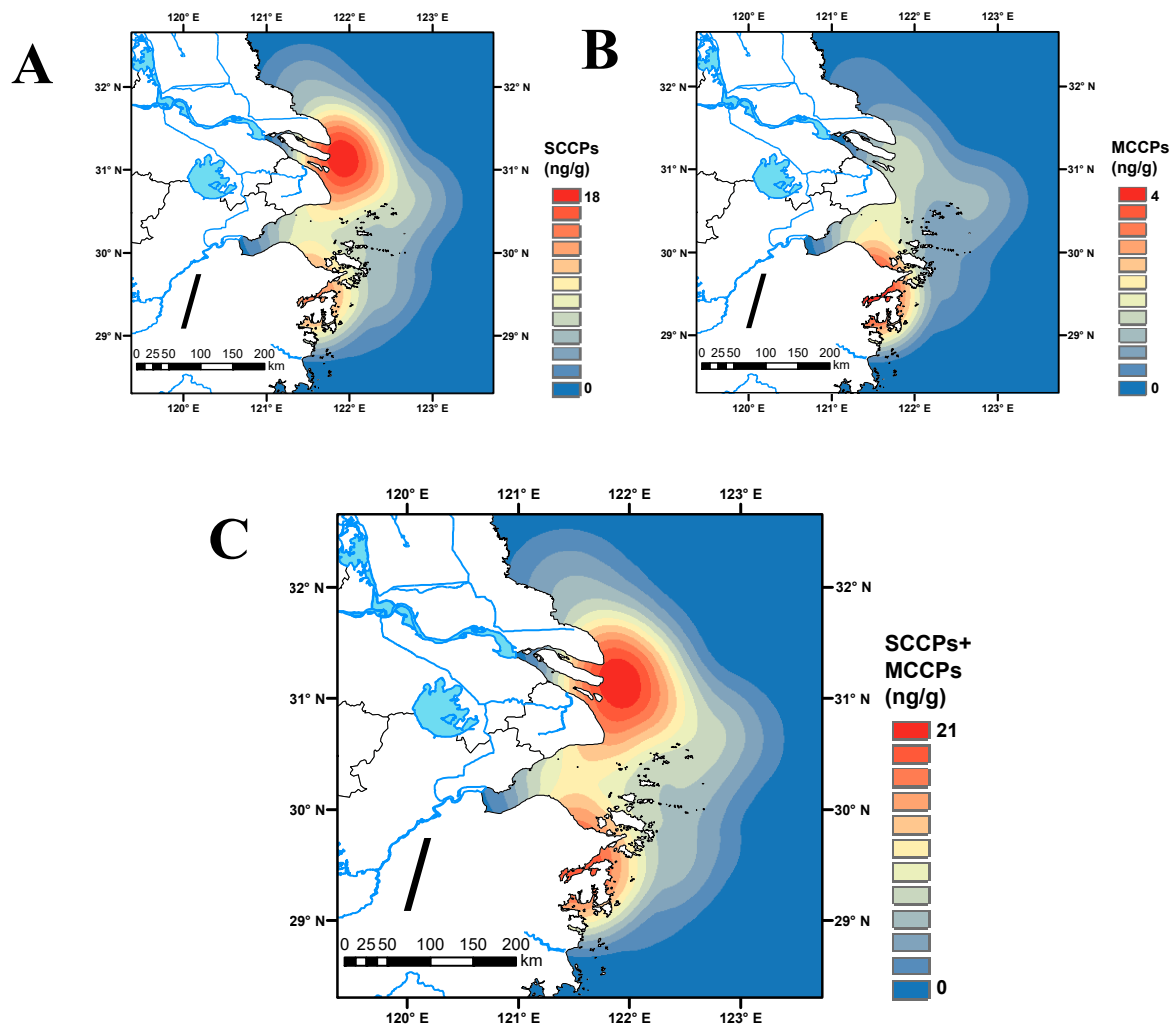 A
120° E 121° E 122° E 123° E
32° N 32° N
31° N 31° N
30° N 30° N
29° N 29° N
0 25 50 100 150 200
km
120° E 121° E 122° E 123° E
SCCPs
(ng/g)
18
0
B
120° E 121° E 122° E 123° E
32° N 32° N
31° N 31° N
30° N 30° N
29° N 29° N
0 25 50 100 150 200
km
120° E 121° E 122° E 123° E
MCCPs
(ng/g)
4
0
C
120° E 121° E 122° E 123° E
32° N 32° N
31° N 31° N
30° N 30° N
29° N 29° N
0 25 50 100 150 200
km
120° E 121° E 122° E 123° E
SCCPs+
MCCPs
(ng/g)
21
0